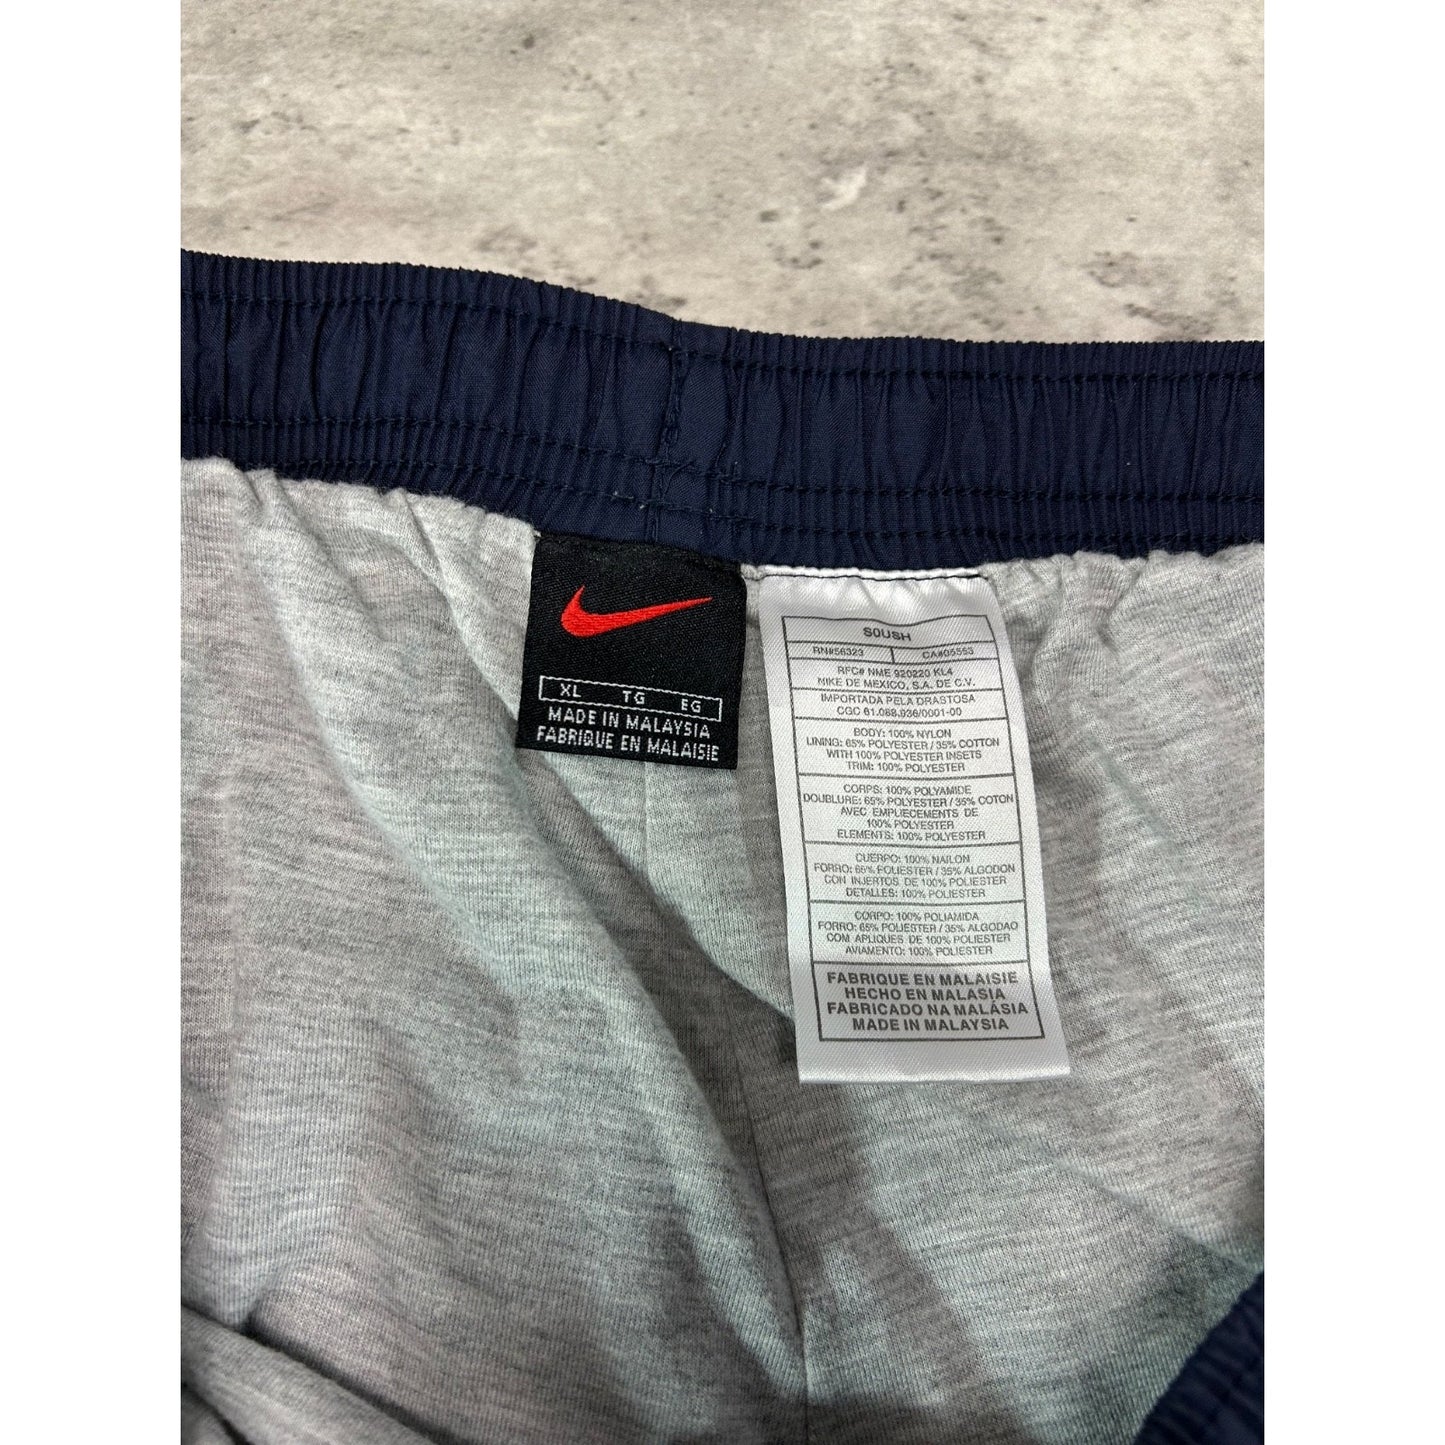 XL TG EG
MADE IN MALAYSIA
FABRIQUE EN MALAISIE
S0USH
RN#56323 CA#05553
RFC# NME 920220 KL4
NIKE DE MEXICO, S.A. DE C.V.
IMPORTADA PELA DRASTOSA
CGC 61.088.936/0001-00
BODY: 100% NYLON
LINING: 65% POLYESTER / 35% COTTON
WITH 100% POLYESTER INSETS
TRIM: 100% POLYESTER
CORPS: 100% POLYAMIDE
DOUBLURE: 65% POLYESTER / 35% COTON
AVEC EMPIECEMENTS DE
100% POLYESTER
ELEMENTS: 100% POLYESTER
CUERPO: 100% NAILON
FORRO: 65% POLIESTER / 35% ALGODON
CON INJERTOS DE 100% POLIESTER
DETALLES: 100% POLIESTER
CORPO: 100% POLIAMIDA
FORRO: 65% POLIESTER / 35% ALGODAO
COM APLIQUES DE 100% POLIESTER
AVIAMENTO: 100% POLIESTER
FABRIQUE EN MALAISIE
HECHO EN MALASIA
FABRICADO NA MALÁSIA
MADE IN MALAYSIA